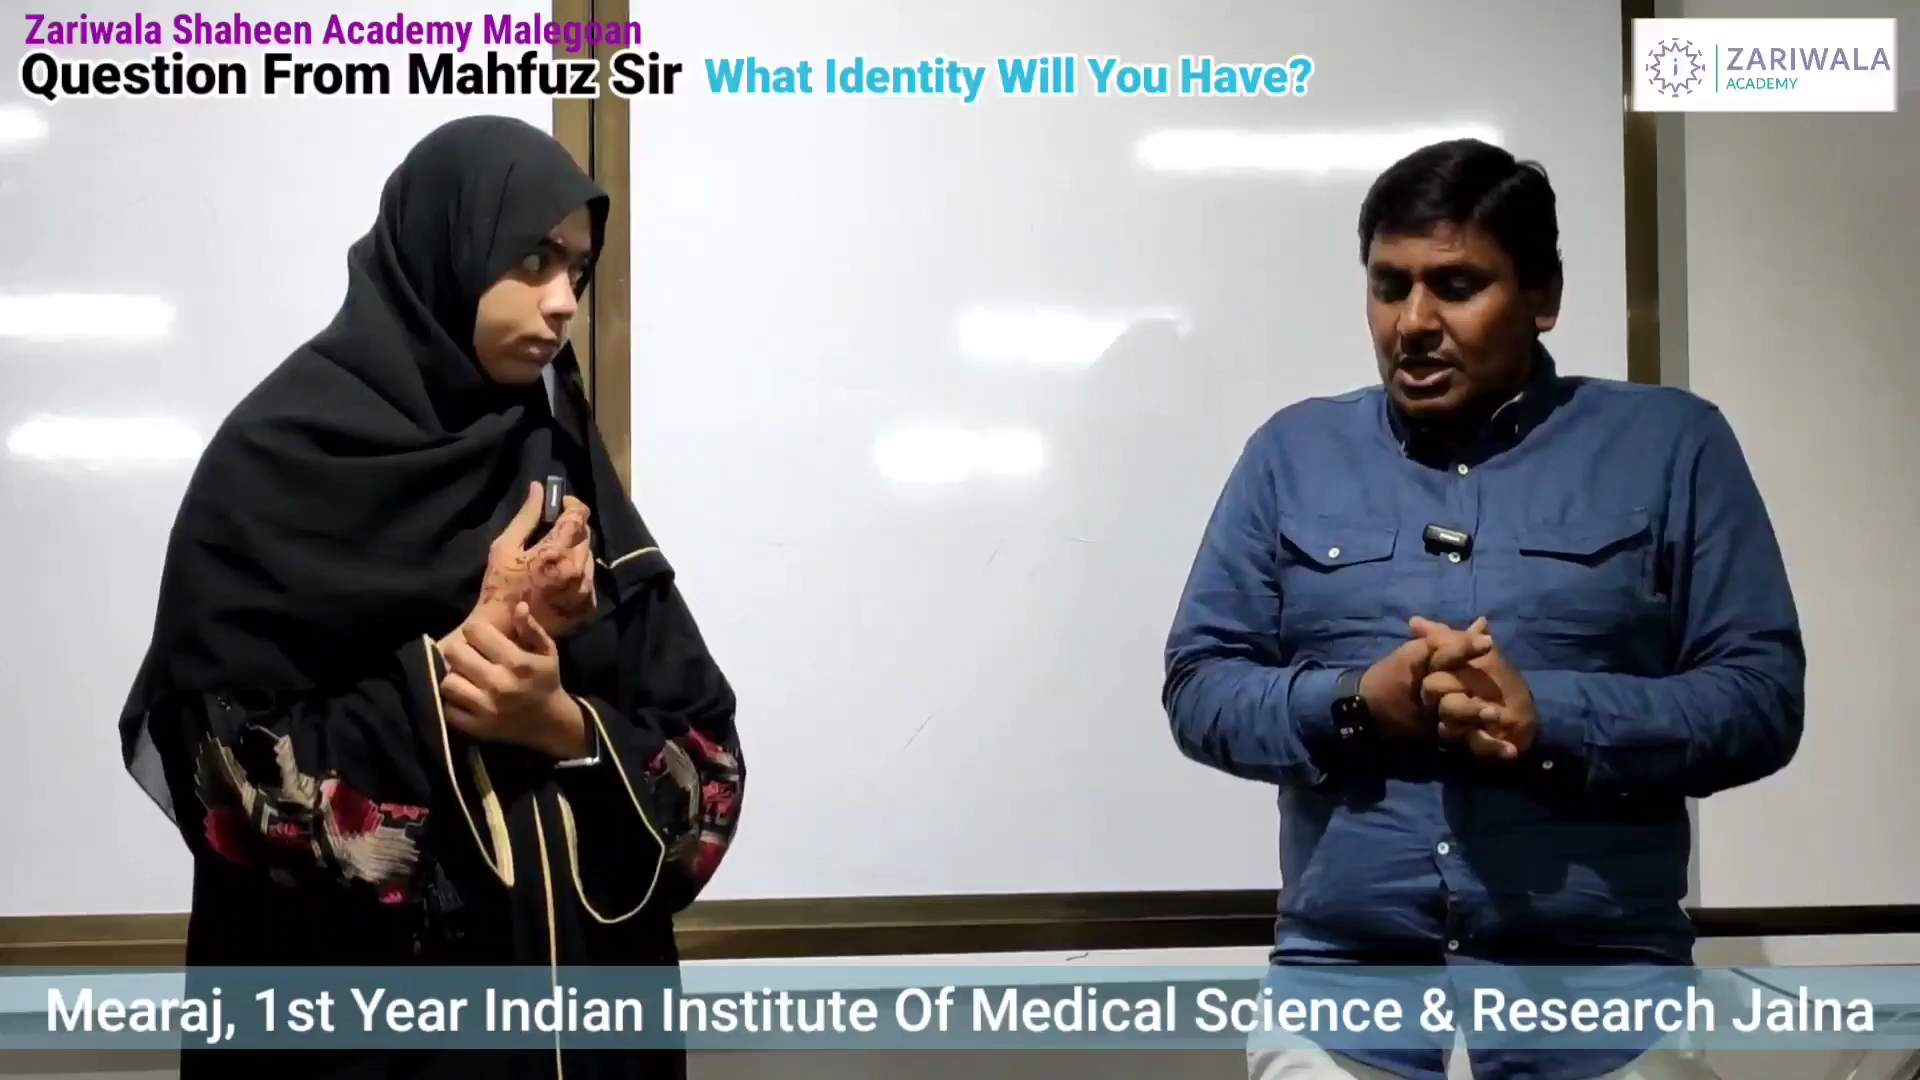 Zariwala Shaheen Academy Malegoan
Question From Mahfuz Sir What Identity Will You Have?
ZARIWALA
ACADEMY
Mearaj, 1st Year Indian Institute Of Medical Science & Research Jalna